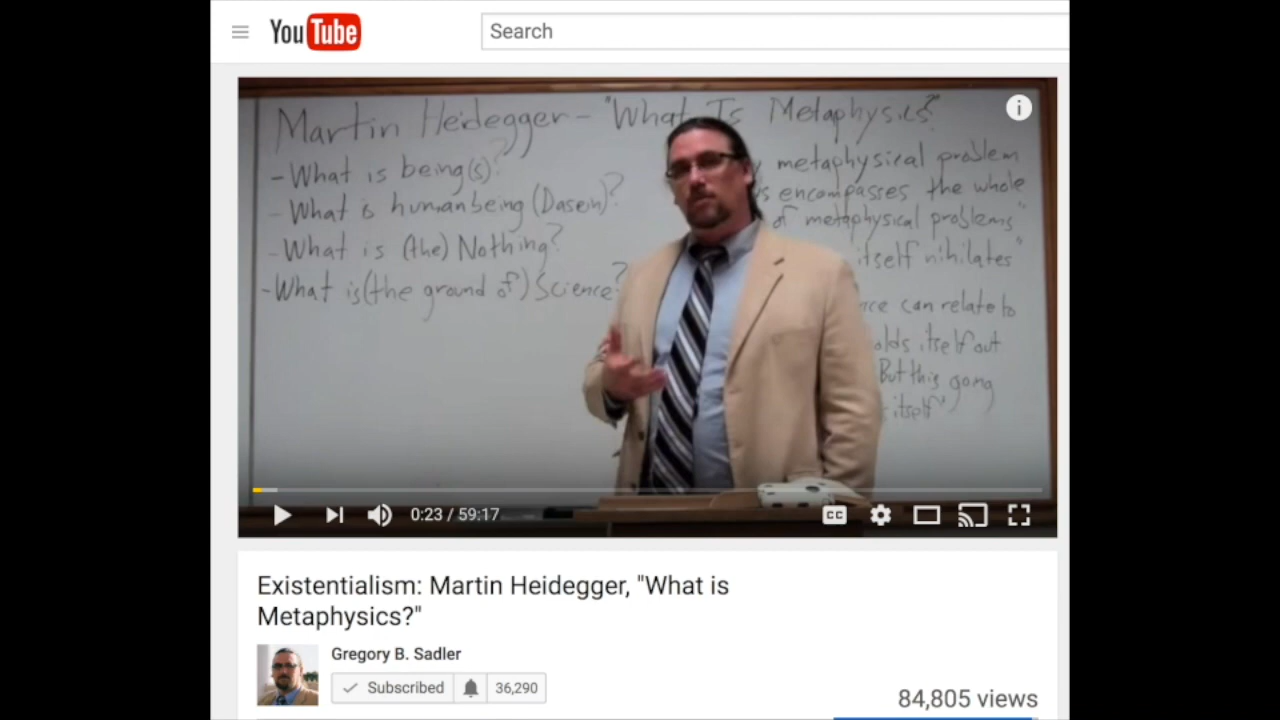 YouTube
Search
Martin Heidegger – "What Is Metaphysics?"
- What is being(s)?
- What is human being (Dasein)?
- What is (the) Nothing?
- What is (the ground of) Science?
metaphysical problem
encompasses the whole
of metaphysical problems"
itself nihilates"
can relate to
itself out
But this going
itself"
i
0:23 / 59:17
CC
Existentialism: Martin Heidegger, "What is
Metaphysics?"
Gregory B. Sadler
Subscribed 36,290
84,805 views